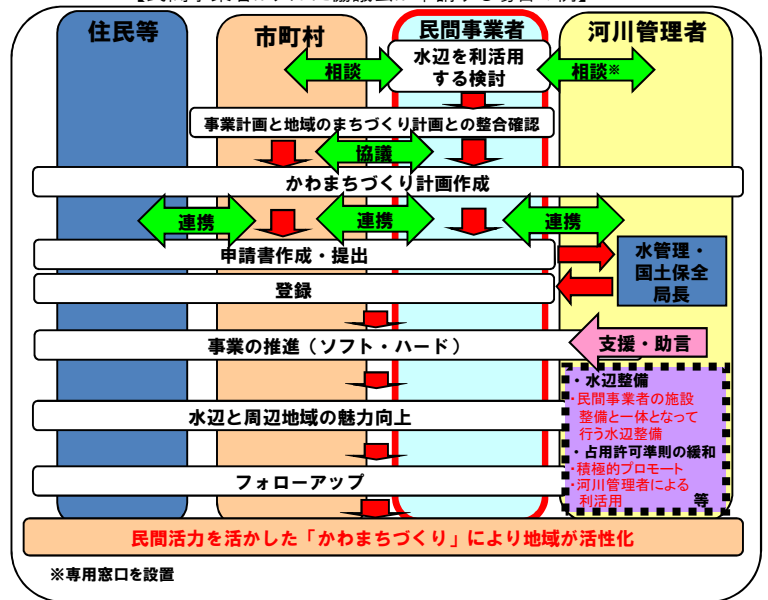 住民等
市町村
民間事業者
河川管理者
相談
水辺を利活用
する検討
相談※
事業計画と地域のまちづくり計画との整合確認
協議
かわまちづくり計画作成
連携
連携
連携
申請書作成・提出
水管理・
国土保全
局長
登録
事業の推進（ソフト・ハード）
支援・助言
・水辺整備
・民間事業者の施設
整備と一体となって
行う水辺整備
・占用許可準則の緩和
・積極的プロモート
・河川管理者による
利活用
等
水辺と周辺地域の魅力向上
フォローアップ
民間活力を活かした「かわまちづくり」により地域が活性化
※専用窓口を設置